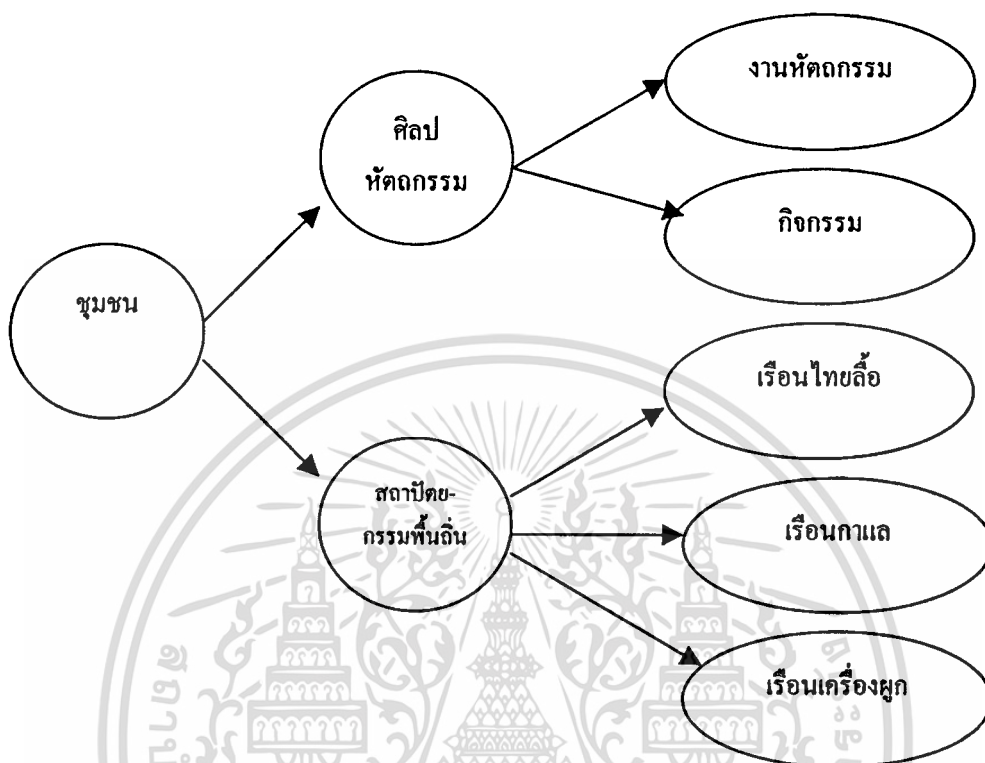 งานหัตถกรรม
ศิลป
หัตถกรรม
กิจกรรม
ชุมชน
เรือนไทยลื้อ
สถาปัตย-
กรรมพื้นถิ่น
เรือนกาแล
เรือนเครื่องผูก